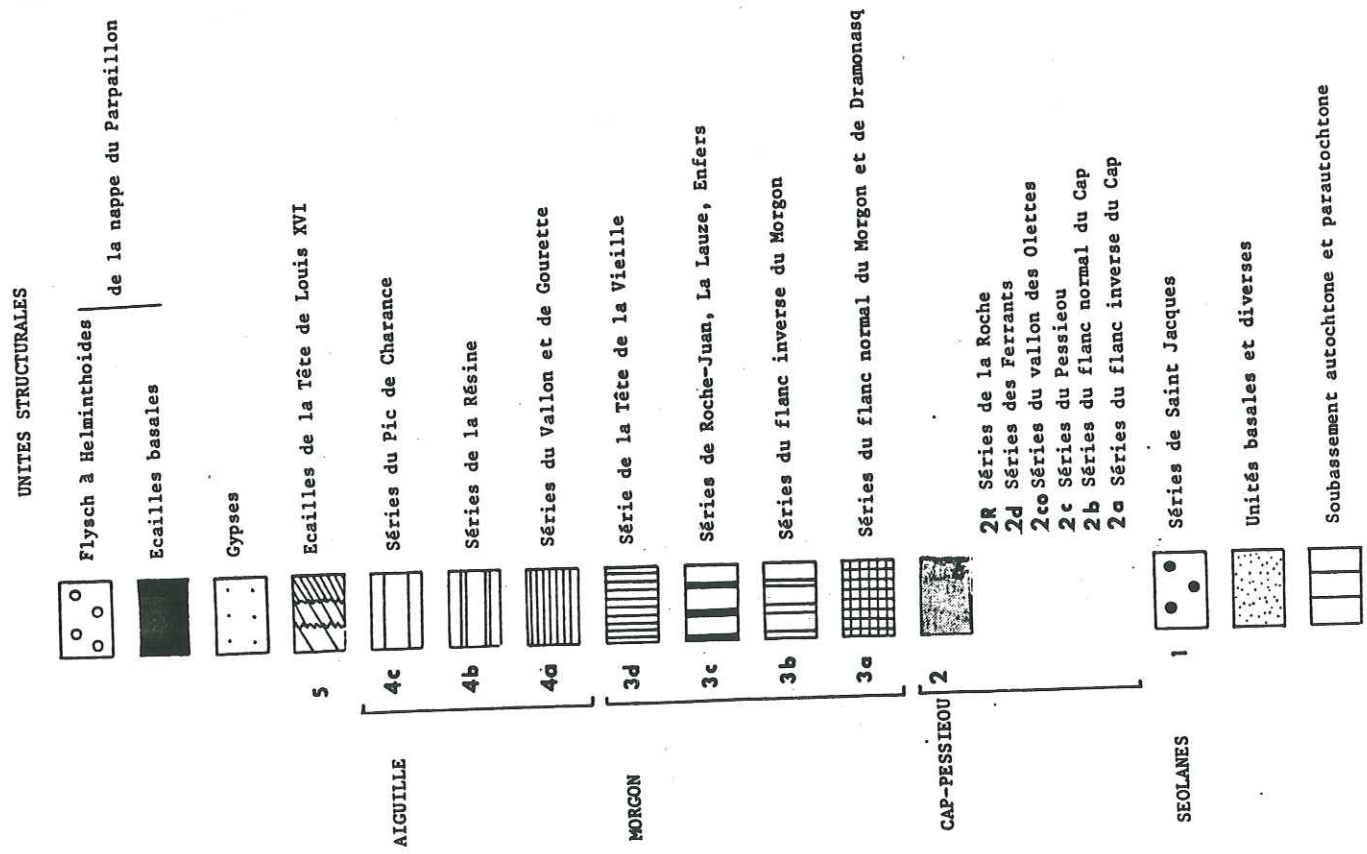 UNITES STRUCTURALES
Flysch à Helminthoides
de la nappe du Parpaillon
Ecailles basales
Gypses
5 Ecailles de la Tête de Louis XVI
AIGUILLE
4c Séries du Pic de Charance
4b Séries de la Résine
4a Séries du Vallon et de Gourette
MORGON
3d Série de la Tête de la Vieille
3c Séries de Roche-Juan, La Lauze, Enfers
3b Séries du flanc inverse du Morgon
3a Séries du flanc normal du Morgon et de Dramonasq
CAP-PESSIEOU
2
2R Séries de la Roche
2d Séries des Ferrants
2co Séries du vallon des Olettes
2c Séries du Pessieou
2b Séries du flanc normal du Cap
2a Séries du flanc inverse du Cap
SEOLANES
1 Séries de Saint Jacques
Unités basales et diverses
Soubassement autochtone et parautochtone